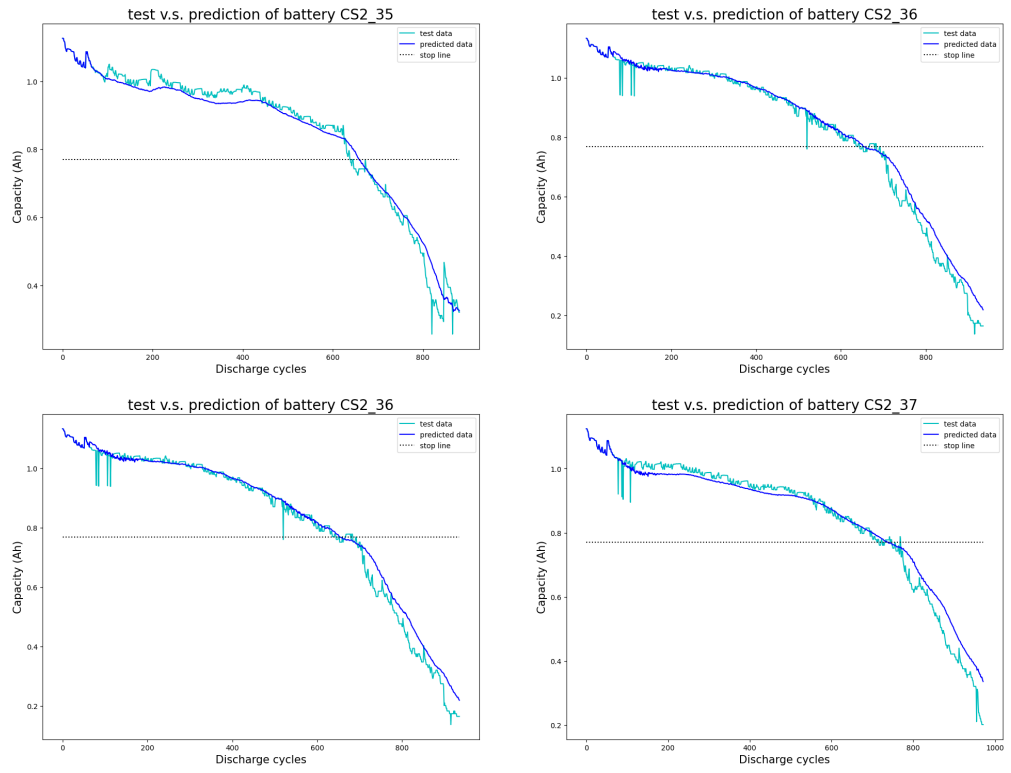 test v.s. prediction of battery CS2_35
test data
predicted data
stop line
Capacity (Ah)
1.0
0.8
0.6
0.4
0
200
400
600
800
Discharge cycles
test v.s. prediction of battery CS2_36
test data
predicted data
stop line
Capacity (Ah)
1.0
0.8
0.6
0.4
0.2
0
200
400
600
800
Discharge cycles
test v.s. prediction of battery CS2_36
test data
predicted data
stop line
Capacity (Ah)
1.0
0.8
0.6
0.4
0.2
0
200
400
600
800
Discharge cycles
test v.s. prediction of battery CS2_37
test data
predicted data
stop line
Capacity (Ah)
1.0
0.8
0.6
0.4
0.2
0
200
400
600
800
1000
Discharge cycles